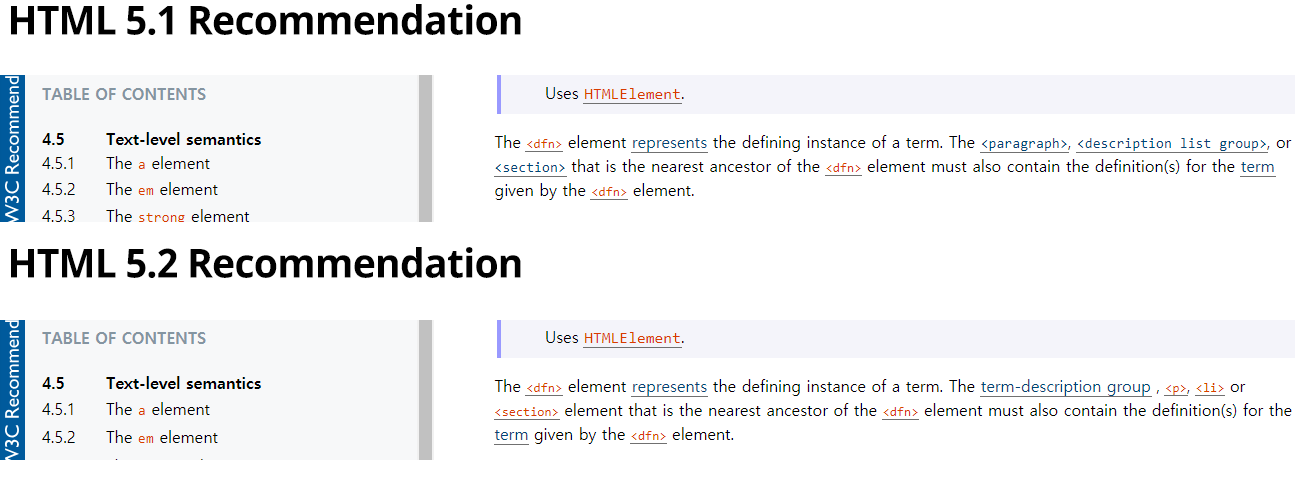 HTML 5.1 Recommendation
W3C Recommend
TABLE OF CONTENTS
4.5 Text-level semantics
4.5.1 The a element
4.5.2 The em element
4.5.3 The strong element
Uses HTMLElement.
The <dfn> element represents the defining instance of a term. The <paragraph>, <description list group>, or
<section> that is the nearest ancestor of the <dfn> element must also contain the definition(s) for the term
given by the <dfn> element.
HTML 5.2 Recommendation
W3C Recommend
TABLE OF CONTENTS
4.5 Text-level semantics
4.5.1 The a element
4.5.2 The em element
Uses HTMLElement.
The <dfn> element represents the defining instance of a term. The term-description group , <p>, <li> or
<section> element that is the nearest ancestor of the <dfn> element must also contain the definition(s) for the
term given by the <dfn> element.